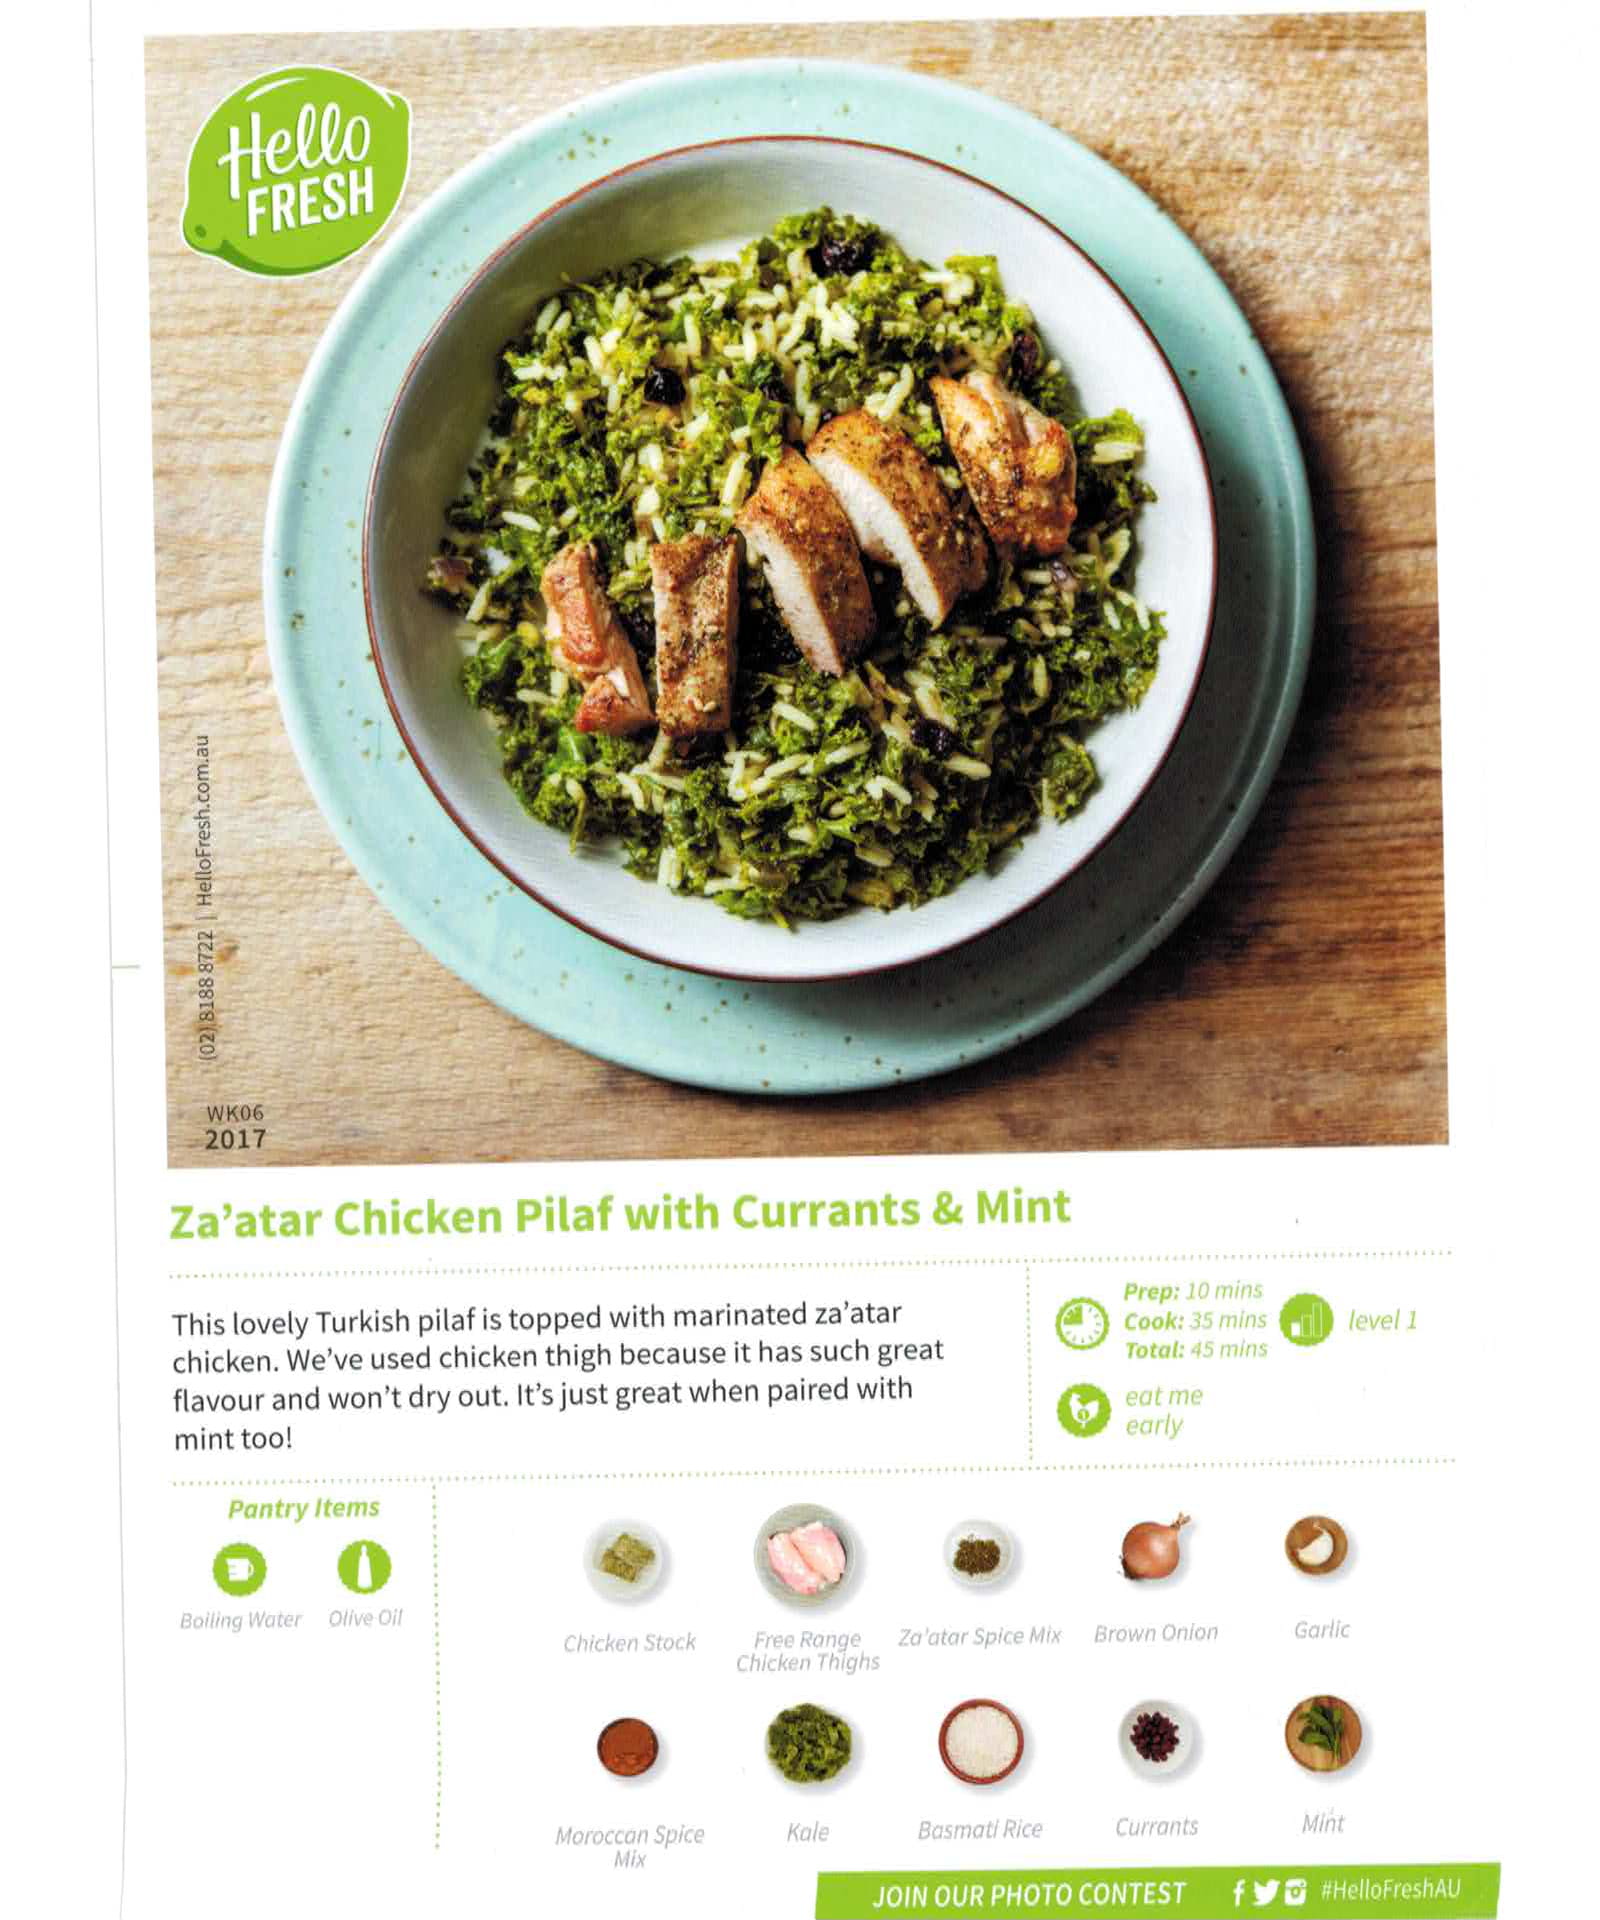 Hello
FRESH
(02) 8188 8722 | HelloFresh.com.au
WK06
2017
Za'atar Chicken Pilaf with Currants & Mint
This lovely Turkish pilaf is topped with marinated za'atar
chicken. We've used chicken thigh because it has such great
flavour and won't dry out. It's just great when paired with
mint too!
Prep: 10 mins
Cook: 35 mins
Total: 45 mins
level 1
1
eat me
early
Pantry Items
Boiling Water
Olive Oil
Chicken Stock
Free Range
Chicken Thighs
Za'atar Spice Mix
Brown Onion
Garlic
Moroccan Spice
Mix
Kale
Basmati Rice
Currants
Mint
JOIN OUR PHOTO CONTEST
#HelloFreshAU